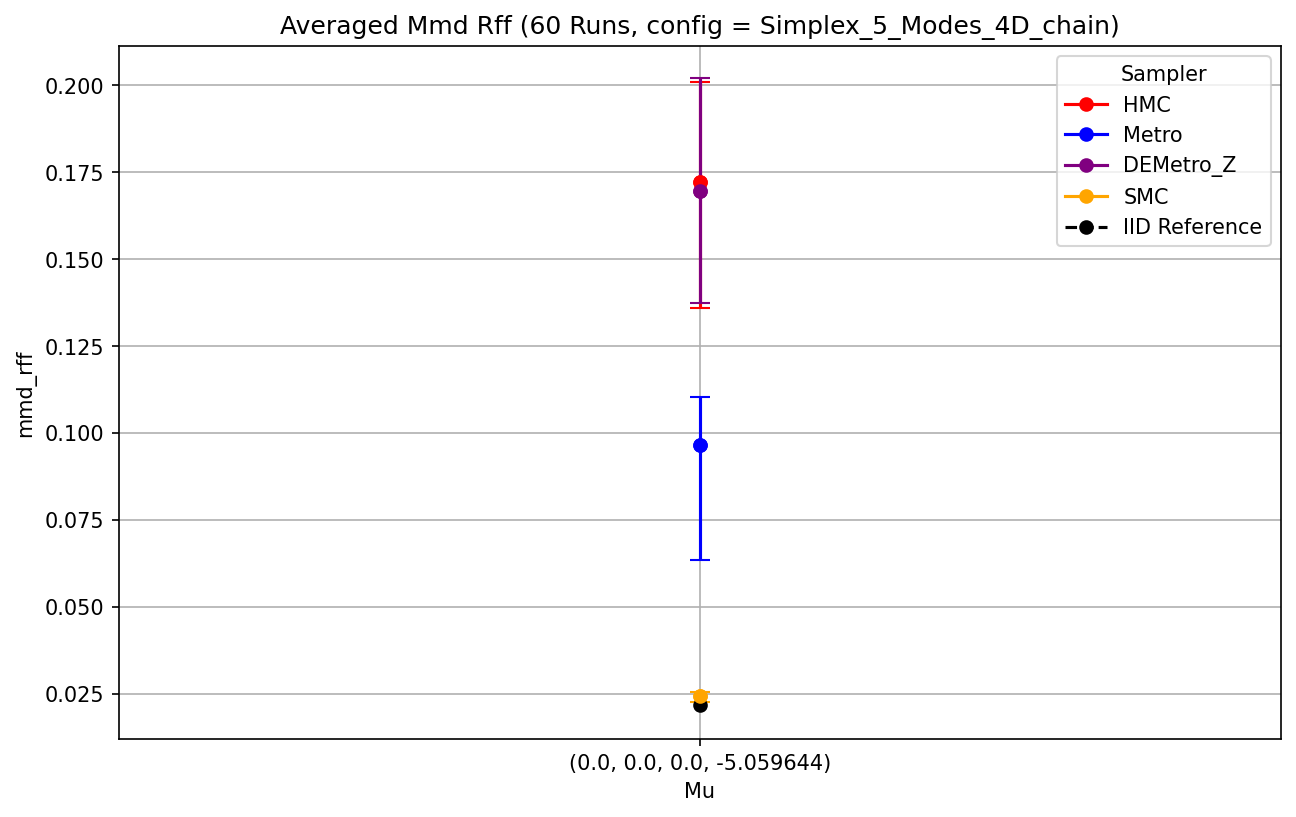 Averaged Mmd Rff (60 Runs, config = Simplex_5_Modes_4D_chain)
Sampler
HMC
Metro
DEMetro_Z
SMC
IID Reference
0.200
0.175
0.150
0.125
0.100
0.075
0.050
0.025
mmd_rff
(0.0, 0.0, 0.0, -5.059644)
Mu